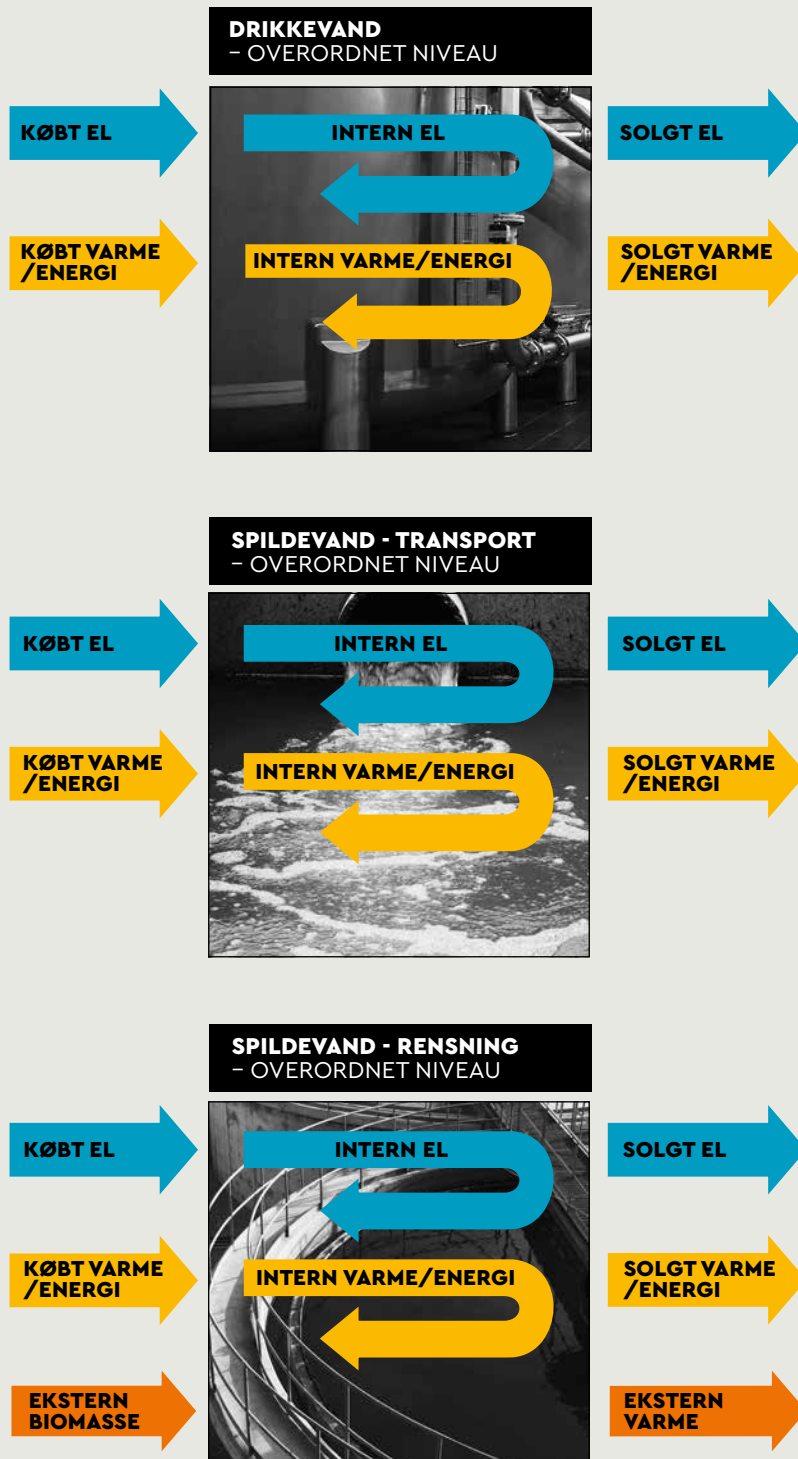 DRIKKEVAND
– OVERORDNET NIVEAU
KØBT EL
INTERN EL
SOLGT EL
KØBT VARME
/ENERGI
INTERN VARME/ENERGI
SOLGT VARME
/ENERGI
SPILDEVAND - TRANSPORT
– OVERORDNET NIVEAU
KØBT EL
INTERN EL
SOLGT EL
KØBT VARME
/ENERGI
INTERN VARME/ENERGI
SOLGT VARME
/ENERGI
SPILDEVAND - RENSNING
– OVERORDNET NIVEAU
KØBT EL
INTERN EL
SOLGT EL
KØBT VARME
/ENERGI
INTERN VARME/ENERGI
SOLGT VARME
/ENERGI
EKSTERN
BIOMASSE
EKSTERN
VARME